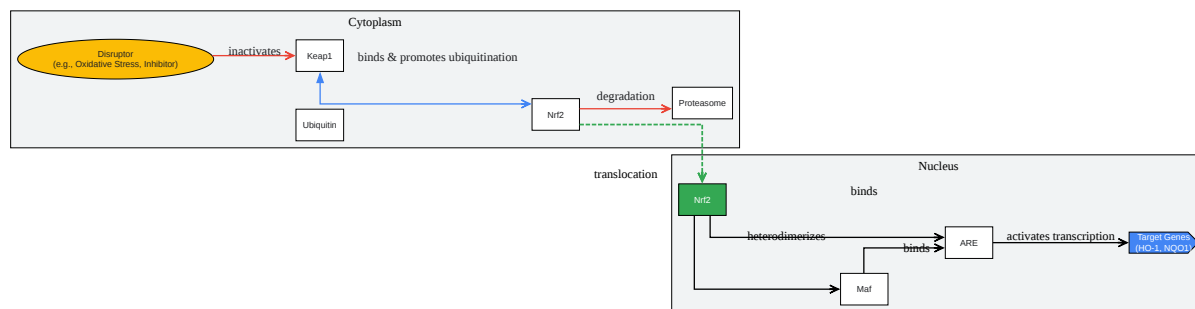 Cytoplasm
Disruptor
(e.g., Oxidative Stress, Inhibitor)
inactivates
Keap1
binds & promotes ubiquitination
Ubiquitin
Nrf2
degradation
Proteasome
translocation
Nucleus
Nrf2
binds
heterodimerizes
binds
Maf
ARE
activates transcription
Target Genes
(HO-1, NQO1)